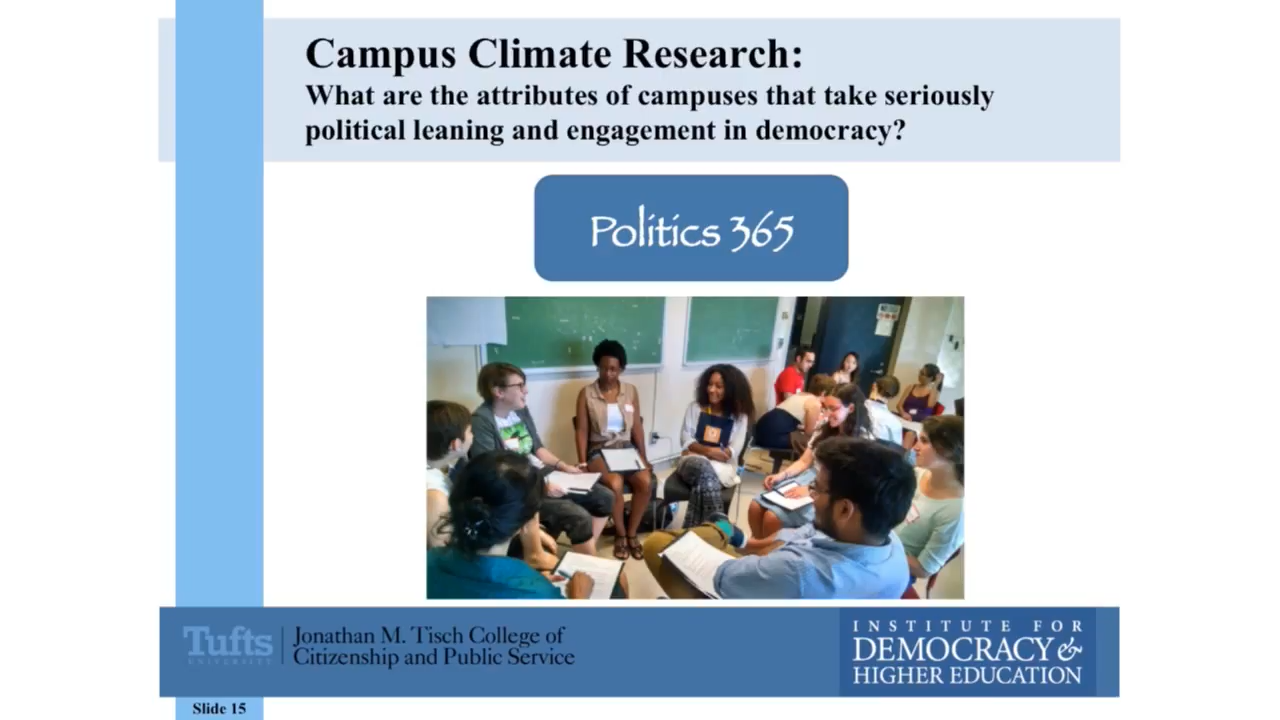 Campus Climate Research:
What are the attributes of campuses that take seriously
political leaning and engagement in democracy?
Politics 365
Tufts
UNIVERSITY
Jonathan M. Tisch College of
Citizenship and Public Service
INSTITUTE FOR
DEMOCRACY &
HIGHER EDUCATION
Slide 15